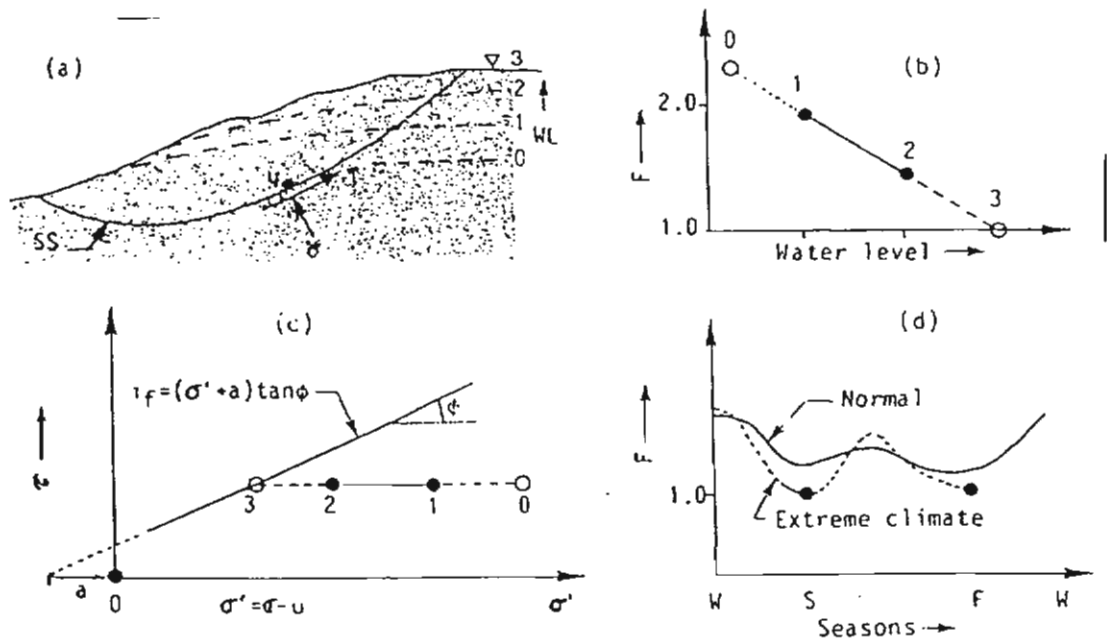 (a)
3
2
1
0
WL
SS
(b)
F
2.0
1.0
0
1
2
3
Water level
(c)
τf=(σ'+a)tanϕ
ϕ
τ
3
2
1
0
a
0
σ'=σ-u
σ'
(d)
F
1.0
Normal
Extreme climate
W
S
F
W
Seasons